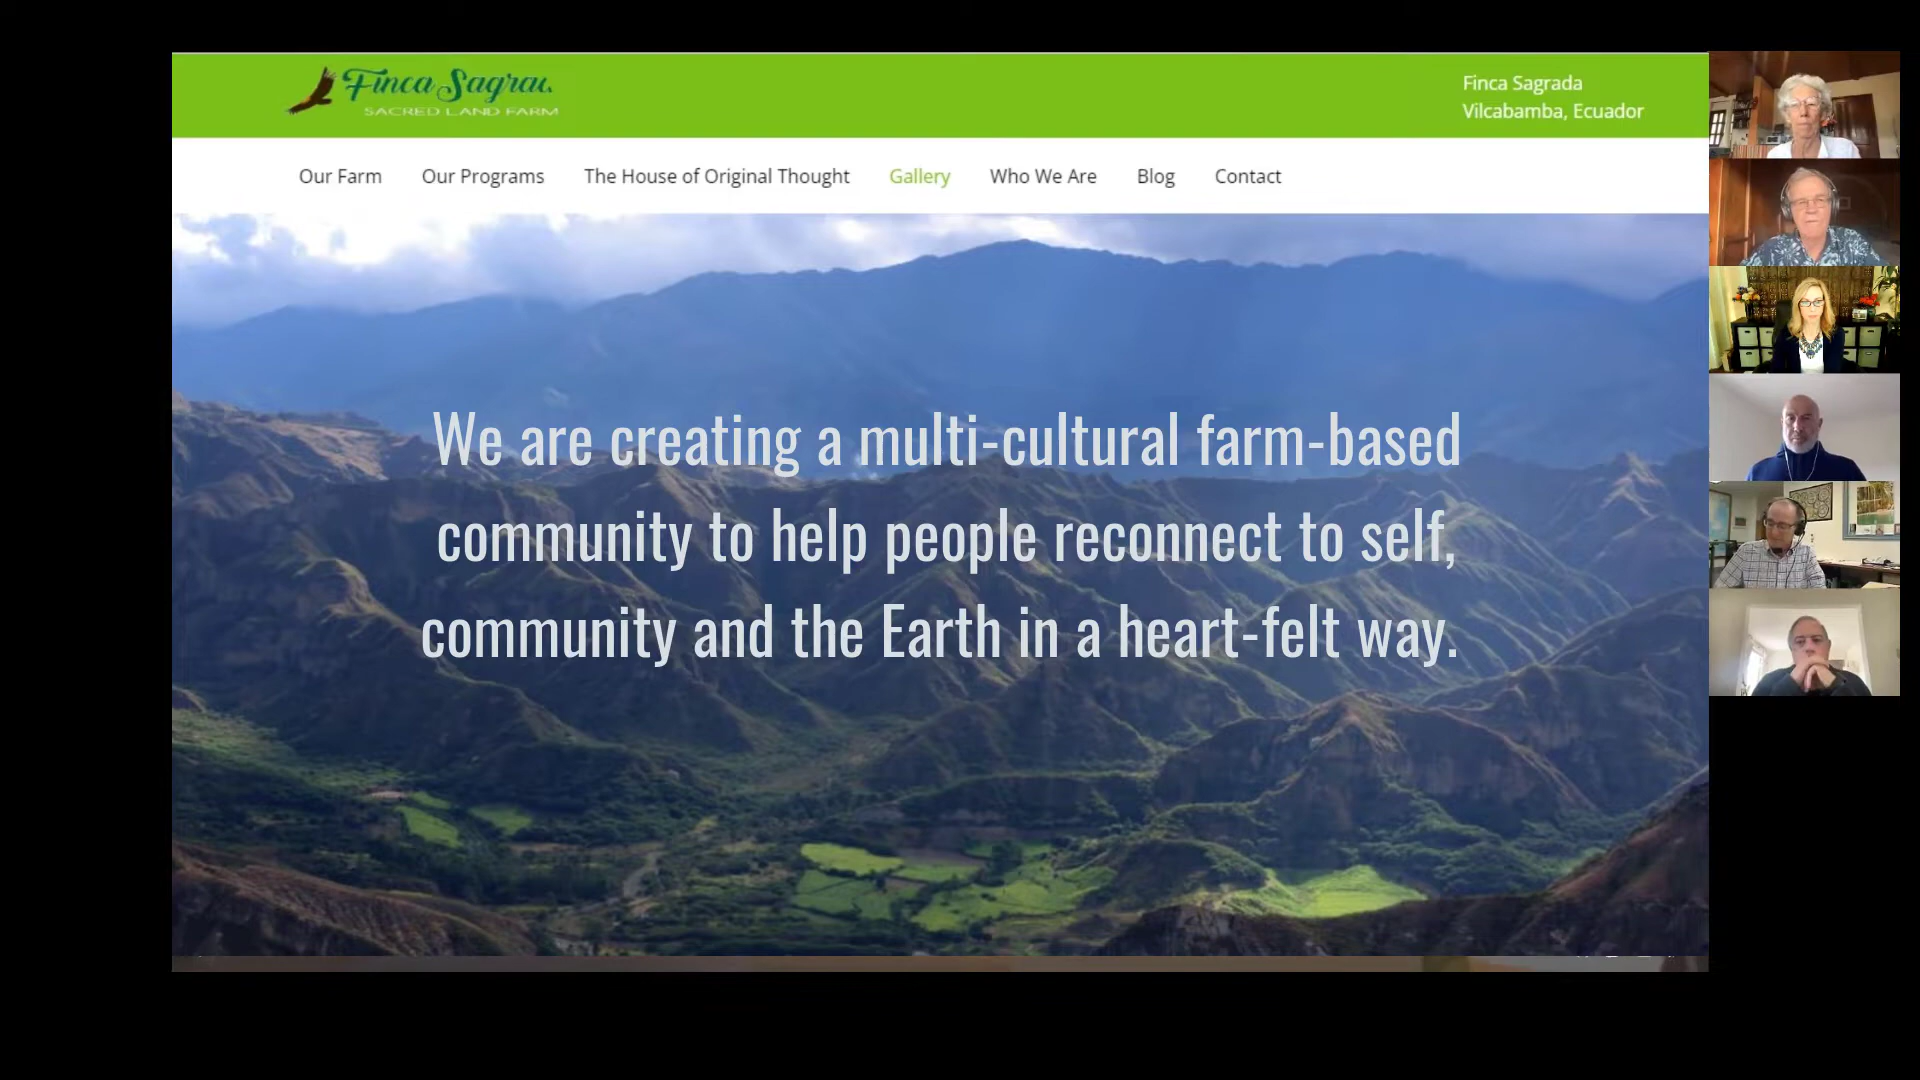 Finca Sagrad
SACRED LAND FARM
Finca Sagrada
Vilcabamba, Ecuador
Our Farm Our Programs The House of Original Thought Gallery Who We Are Blog Contact
We are creating a multi-cultural farm-based
community to help people reconnect to self,
community and the Earth in a heart-felt way.